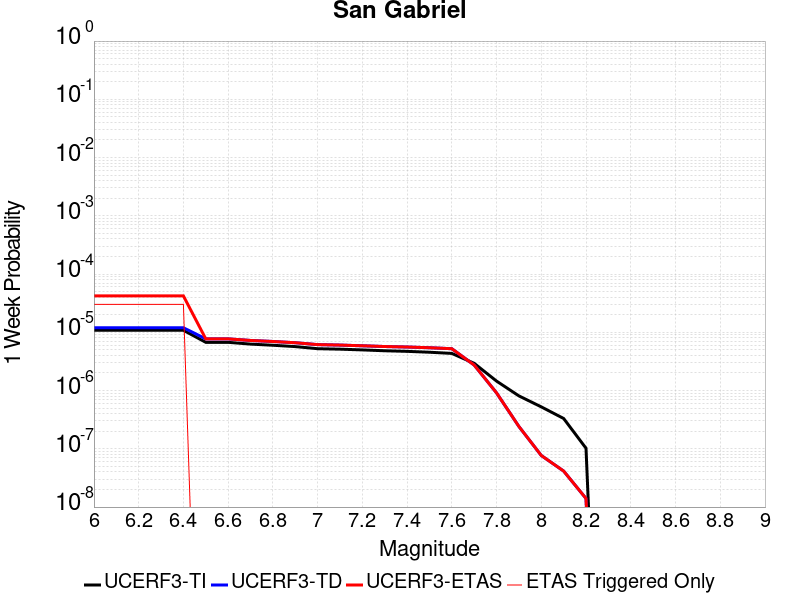 San Gabriel
10^0
10^-1
10^-2
10^-3
10^-4
10^-5
10^-6
10^-7
10^-8
1 Week Probability
6 6.2 6.4 6.6 6.8 7 7.2 7.4 7.6 7.8 8 8.2 8.4 8.6 8.8 9
Magnitude
UCERF3-TI UCERF3-TD UCERF3-ETAS ETAS Triggered Only